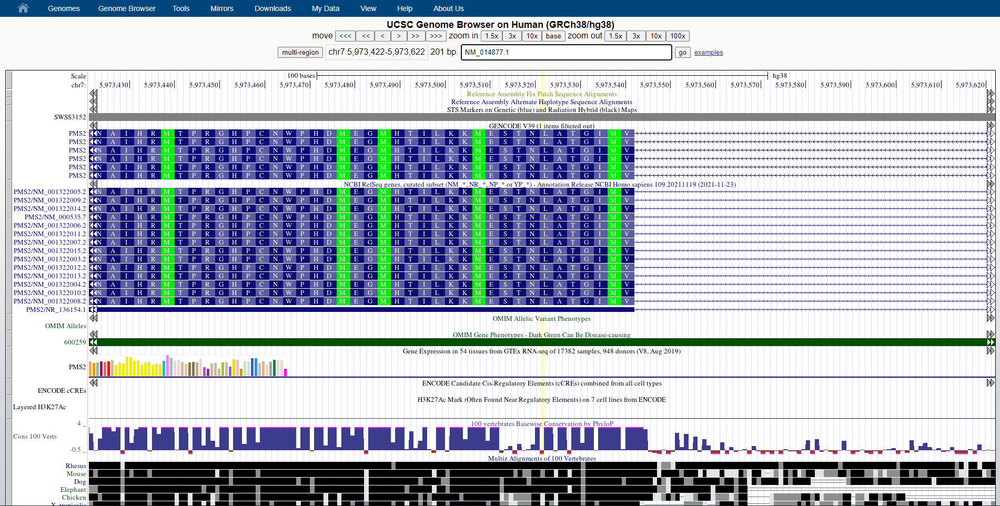 Genomes Genome Browser Tools Mirrors Downloads My Data View Help About Us
UCSC Genome Browser on Human (GRCh38/hg38)
move <<< << < > >> >>> zoom in 1.5x 3x 10x base zoom out 1.5x 3x 10x 100x
multi-region chr7:5,973,422-5,973,622 201 bp. NM_014877.1 go examples
Scale 100 bases hg38
chr7: 5,973,430 5,973,440 5,973,450 5,973,460 5,973,470 5,973,480 5,973,490 5,973,500 5,973,510 5,973,520 5,973,530 5,973,540 5,973,550 5,973,560 5,973,570 5,973,580 5,973,590 5,973,600 5,973,610 5,973,620
Reference Assembly Fix Patch Sequence Alignments
Reference Assembly Alternate Haplotype Sequence Alignments
STS Markers on Genetic (blue) and Radiation Hybrid (black) Maps
SWSS3152
GENCODE V39 (1 items filtered out)
PMS2 N A I H R M T P R G H P C N W P H D M E G M H T I L K K M E S T N L A T G I M V
PMS2 N A I H R M T P R G H P C N W P H D M E G M H T I L K K M E S T N L A T G I M V
PMS2 N A I H R M T P R G H P C N W P H D M E G M H T I L K K M E S T N L A T G I M V
PMS2 N A I H R M T P R G H P C N W P H D M E G M H T I L K K M E S T N L A T G I M V
PMS2 N A I H R M T P R G H P C N W P H D M E G M H T I L K K M E S T N L A T G I M V
PMS2 N A I H R M T P R G H P C N W P H D M E G M H T I L K K M E S T N L A T G I M V
NCBI RefSeq genes, curated subset (NM_*, NR_*, NP_* or YP_*) - Annotation Release NCBI Homo sapiens 109.20211119 (2021-11-23)
PMS2/NM_001322005.2 N A I H R M T P R G H P C N W P H D M E G M H T I L K K M E S T N L A T G I M V
PMS2/NM_001322009.2 N A I H R M T P R G H P C N W P H D M E G M H T I L K K M E S T N L A T G I M V
PMS2/NM_001322014.2 N A I H R M T P R G H P C N W P H D M E G M H T I L K K M E S T N L A T G I M V
PMS2/NM_000535.7 N A I H R M T P R G H P C N W P H D M E G M H T I L K K M E S T N L A T G I M V
PMS2/NM_001322006.2 N A I H R M T P R G H P C N W P H D M E G M H T I L K K M E S T N L A T G I M V
PMS2/NM_001322011.2 N A I H R M T P R G H P C N W P H D M E G M H T I L K K M E S T N L A T G I M V
PMS2/NM_001322007.2 N A I H R M T P R G H P C N W P H D M E G M H T I L K K M E S T N L A T G I M V
PMS2/NM_001322015.2 N A I H R M T P R G H P C N W P H D M E G M H T I L K K M E S T N L A T G I M V
PMS2/NM_001322003.2 N A I H R M T P R G H P C N W P H D M E G M H T I L K K M E S T N L A T G I M V
PMS2/NM_001322012.2 N A I H R M T P R G H P C N W P H D M E G M H T I L K K M E S T N L A T G I M V
PMS2/NM_001322013.2 N A I H R M T P R G H P C N W P H D M E G M H T I L K K M E S T N L A T G I M V
PMS2/NM_001322004.2 N A I H R M T P R G H P C N W P H D M E G M H T I L K K M E S T N L A T G I M V
PMS2/NM_001322010.2 N A I H R M T P R G H P C N W P H D M E G M H T I L K K M E S T N L A T G I M V
PMS2/NM_001322008.2 N A I H R M T P R G H P C N W P H D M E G M H T I L K K M E S T N L A T G I M V
PMS2/NR_136154.1
OMIM Allelic Variant Phenotypes
OMIM Alleles
OMIM Gene Phenotypes - Dark Green Can Be Disease-causing
600259
Gene Expression in 54 tissues from GTEx RNA-seq of 17382 samples, 948 donors (V8, Aug 2019)
PMS2
ENCODE Candidate Cis-Regulatory Elements (cCREs) combined from all cell types
ENCODE cCREs
H3K27Ac Mark (Often Found Near Regulatory Elements) on 7 cell lines from ENCODE
Layered H3K27Ac
100 vertebrates Basewise Conservation by PhyloP
4 _
Cons 100 Verts
-0.5 _
Multiz Alignments of 100 Vertebrates
Rhesus
Mouse
Dog
Elephant
Chicken
X_tropicalis